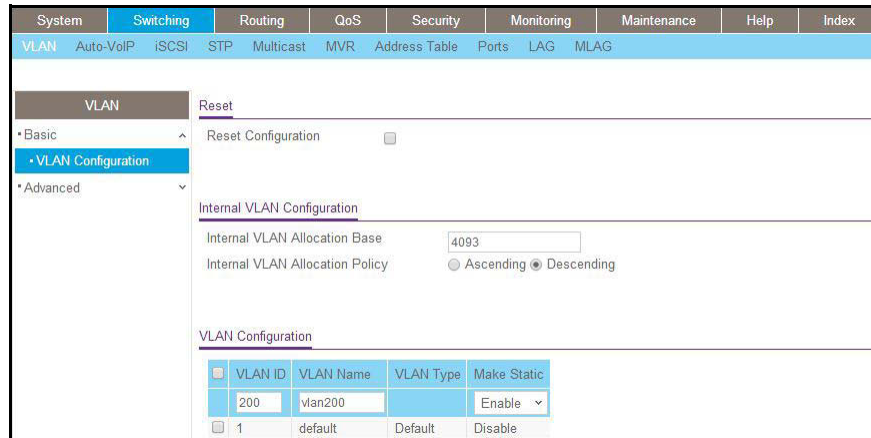 System Switching Routing QoS Security Monitoring Maintenance Help Index
VLAN Auto-VoIP iSCSI STP Multicast MVR Address Table Ports LAG MLAG
VLAN
Basic
VLAN Configuration
Advanced
Reset
Reset Configuration
Internal VLAN Configuration
Internal VLAN Allocation Base 4093
Internal VLAN Allocation Policy Ascending Descending
VLAN Configuration
VLAN ID VLAN Name VLAN Type Make Static
200 vlan200 Enable
1 default Default Disable